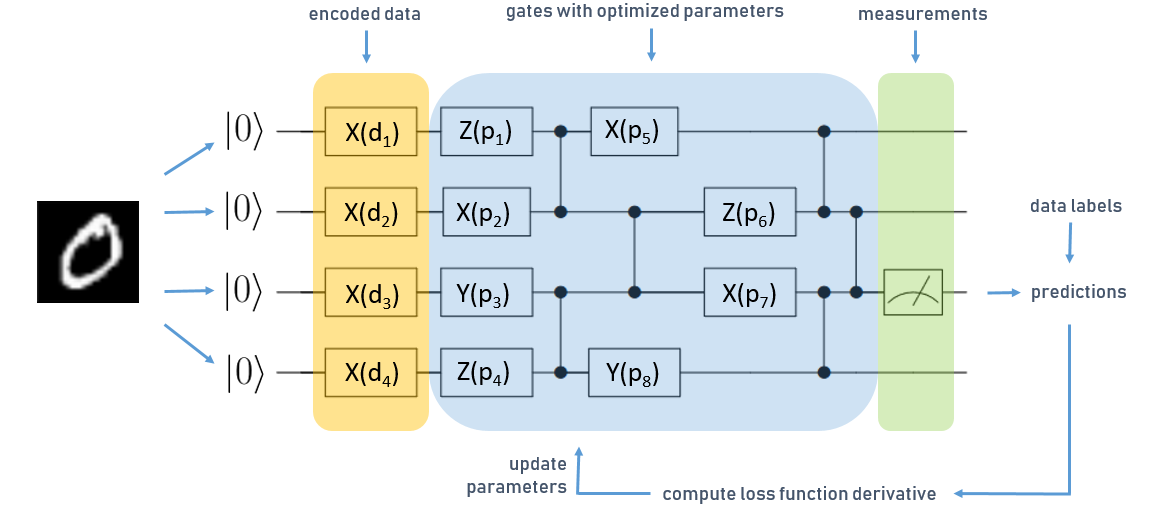 encoded data
gates with optimized parameters
measurements
|0⟩ X(d₁) Z(p₁) X(p₅)
|0⟩ X(d₂) X(p₂) Z(p₆)
data labels
|0⟩ X(d₃) Y(p₃) X(p₇)
predictions
|0⟩ X(d₄) Z(p₄) Y(p₈)
update
parameters
compute loss function derivative